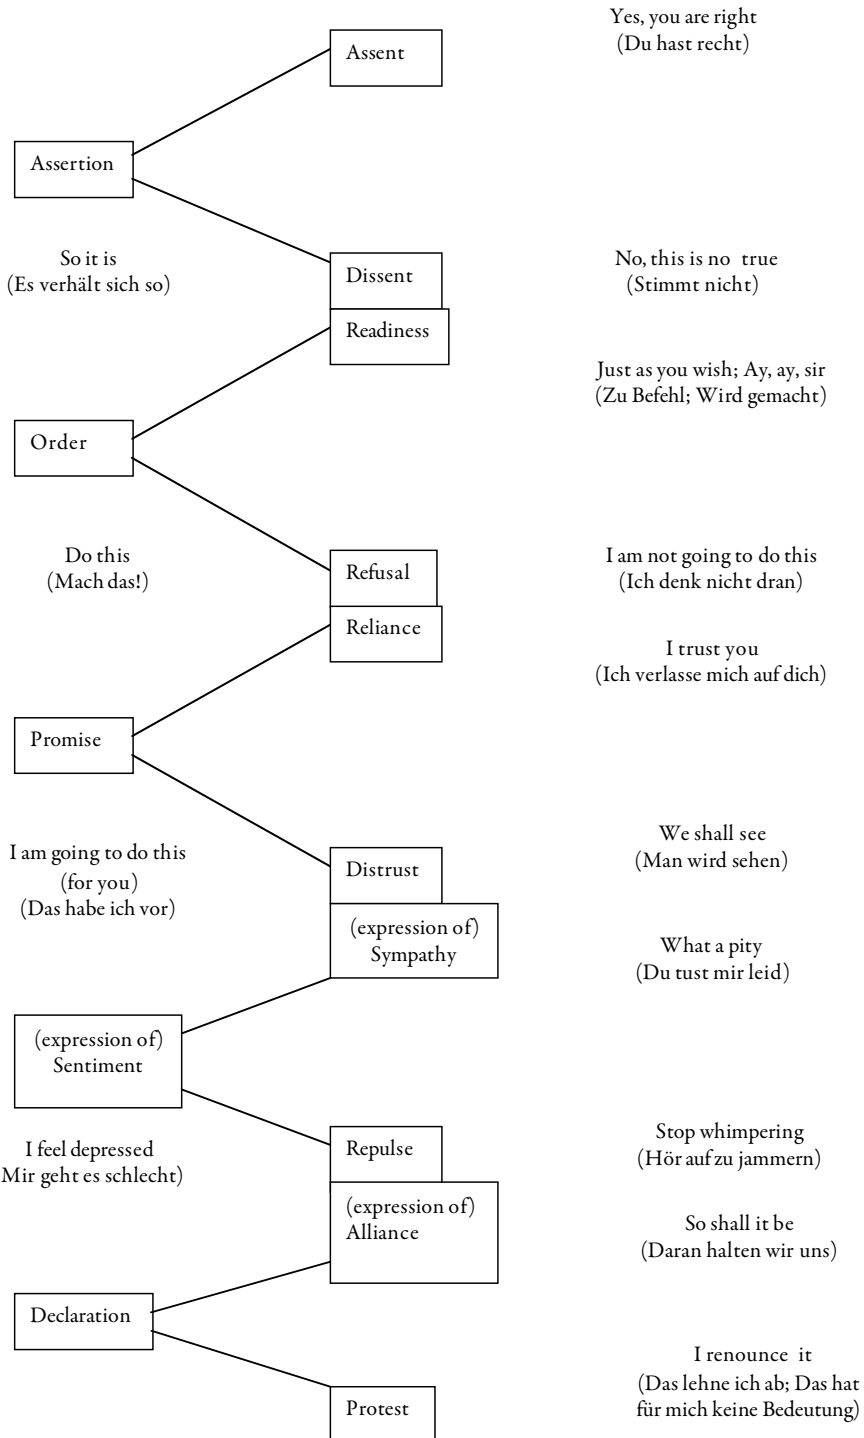 Yes, you are right
(Du hast recht)
Assent
Assertion
So it is
(Es verhält sich so)
Dissent
No, this is no true
(Stimmt nicht)
Readiness
Just as you wish; Ay, ay, sir
(Zu Befehl; Wird gemacht)
Order
Do this
(Mach das!)
Refusal
I am not going to do this
(Ich denk nicht dran)
Reliance
I trust you
(Ich verlasse mich auf dich)
Promise
I am going to do this
(for you)
(Das habe ich vor)
Distrust
We shall see
(Man wird sehen)
(expression of)
Sympathy
What a pity
(Du tust mir leid)
(expression of)
Sentiment
I feel depressed
Mir geht es schlecht)
Repulse
Stop whimpering
(Hör auf zu jammern)
(expression of)
Alliance
So shall it be
(Daran halten wir uns)
Declaration
Protest
I renounce it
(Das lehne ich ab; Das hat
für mich keine Bedeutung)